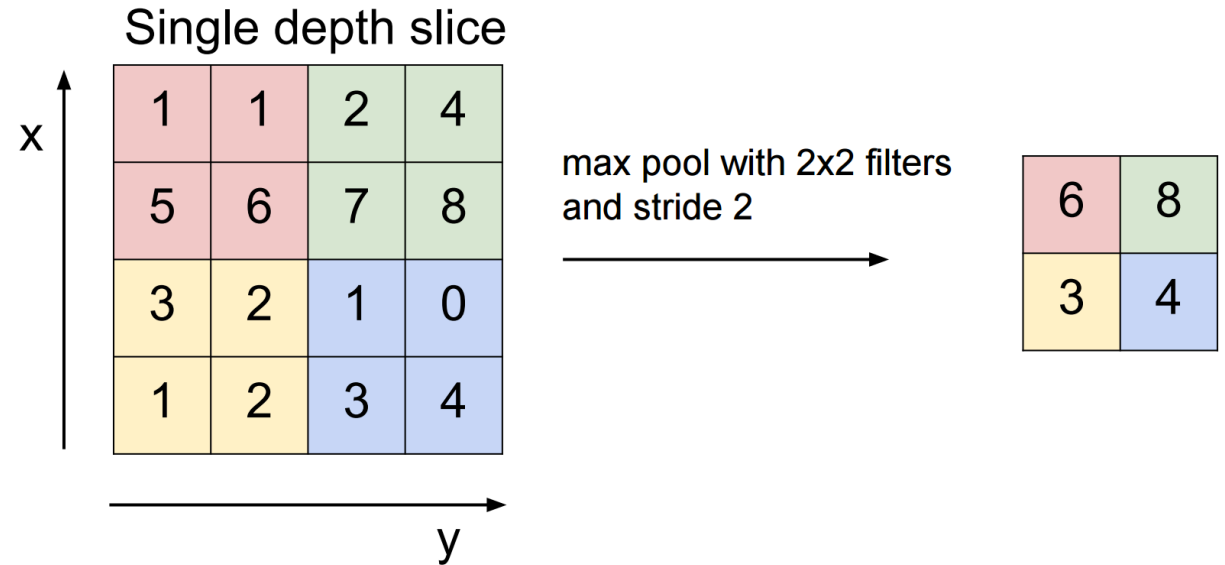 Single depth slice
x
1 1 2 4
5 6 7 8
3 2 1 0
1 2 3 4
y
max pool with 2x2 filters
and stride 2
6 8
3 4